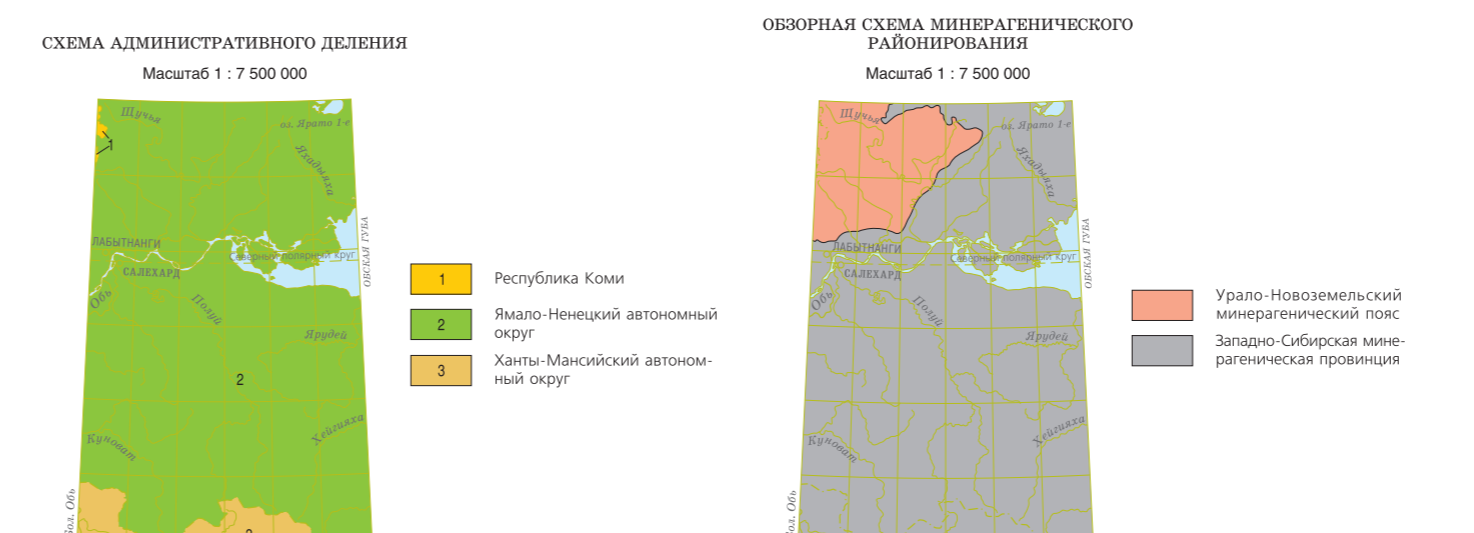 СХЕМА АДМИНИСТРАТИВНОГО ДЕЛЕНИЯ
Масштаб 1 : 7 500 000
Щучья
оз. Ярато 1-е
1
Яхадыяха
ОБСКАЯ ГУБА
ЛАБЫТНАНГИ
Северный полярный круг
САЛЕХАРД
Обь
Полуй
Ярудей
2
Хейгияха
Куноват
Бол. Обь
3
1
Республика Коми
2
Ямало-Ненецкий автономный
округ
3
Ханты-Мансийский автоном-
ный округ
ОБЗОРНАЯ СХЕМА МИНЕРАГЕНИЧЕСКОГО
РАЙОНИРОВАНИЯ
Масштаб 1 : 7 500 000
Щучья
оз. Ярато 1-е
Яхадыяха
ОБСКАЯ ГУБА
ЛАБЫТНАНГИ
Северный полярный круг
САЛЕХАРД
Обь
Полуй
Ярудей
Хейгияха
Куноват
Бол. Обь
Урало-Новоземельский
минерагенический пояс
Западно-Сибирская мине-
рагеническая провинция